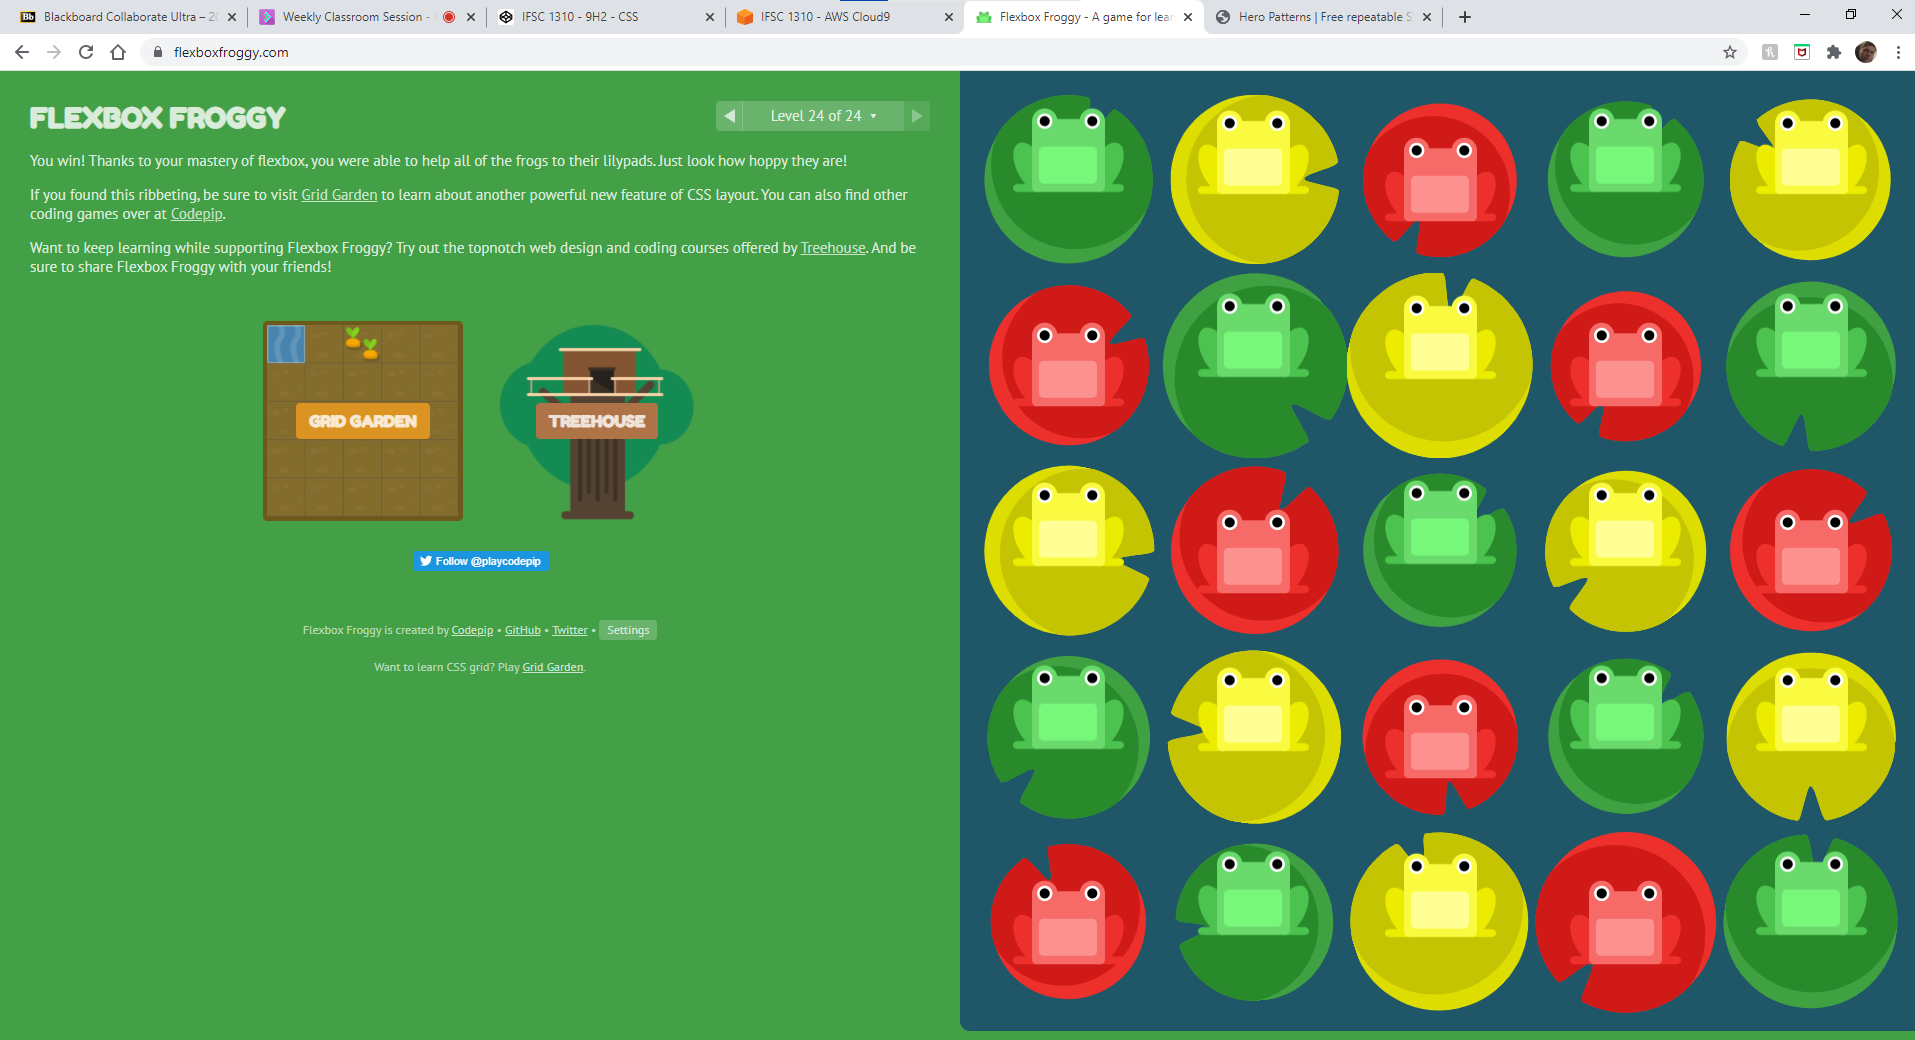 Bb Blackboard Collaborate Ultra – 20
Weekly Classroom Session -
IFSC 1310 - 9H2 - CSS
IFSC 1310 - AWS Cloud9
Flexbox Froggy - A game for lear
Hero Patterns | Free repeatable S
flexboxfroggy.com
FLEXBOX FROGGY
Level 24 of 24
You win! Thanks to your mastery of flexbox, you were able to help all of the frogs to their lilypads. Just look how hoppy they are!
If you found this ribbeting, be sure to visit Grid Garden to learn about another powerful new feature of CSS layout. You can also find other
coding games over at Codepip.
Want to keep learning while supporting Flexbox Froggy? Try out the topnotch web design and coding courses offered by Treehouse. And be
sure to share Flexbox Froggy with your friends!
GRID GARDEN
TREEHOUSE
Follow @playcodepip
Flexbox Froggy is created by Codepip • GitHub • Twitter • Settings
Want to learn CSS grid? Play Grid Garden.